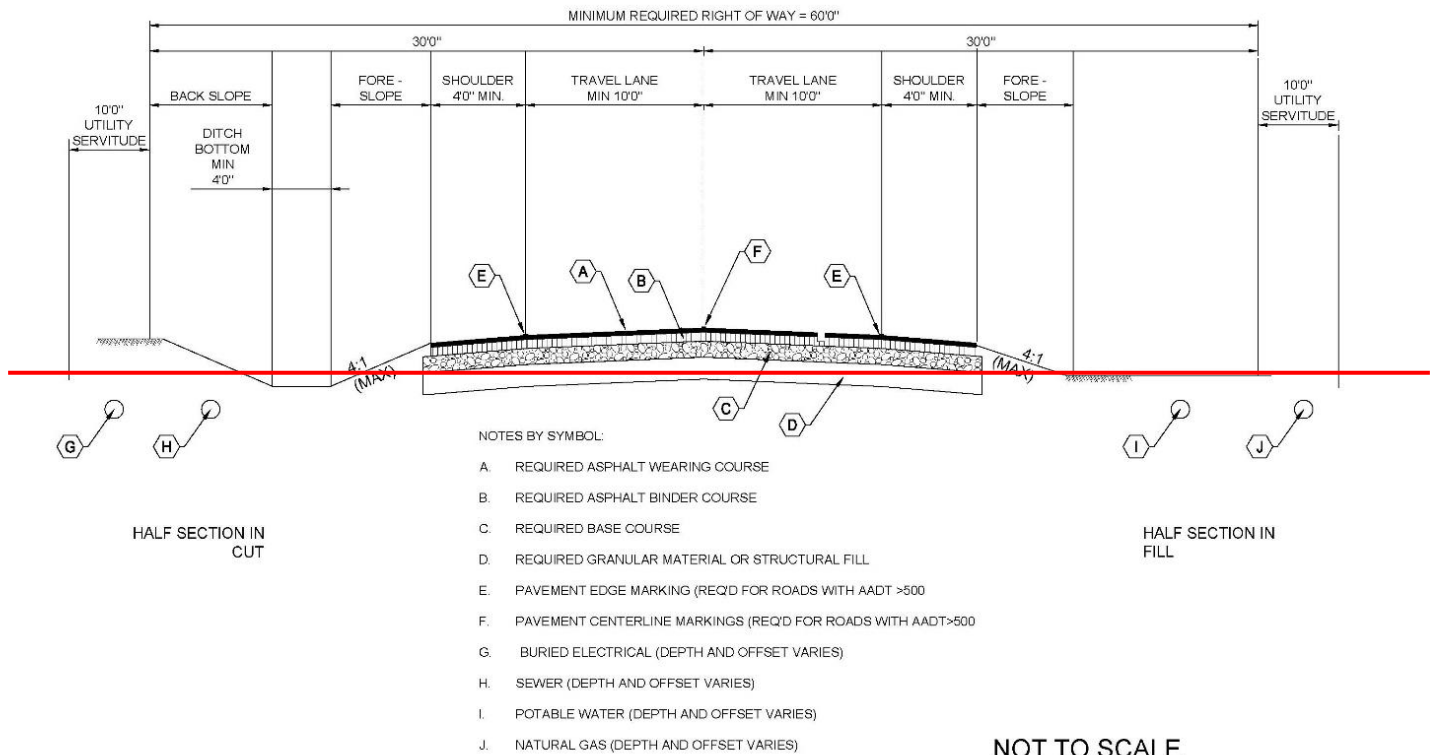 MINIMUM REQUIRED RIGHT OF WAY = 60'0"
30'0"
30'0"
10'0"
UTILITY
SERVITUDE
BACK SLOPE
DITCH
BOTTOM
MIN
4'0"
FORE -
SLOPE
SHOULDER
4'0" MIN.
TRAVEL LANE
MIN 10'0"
TRAVEL LANE
MIN 10'0"
SHOULDER
4'0" MIN.
FORE -
SLOPE
10'0"
UTILITY
SERVITUDE
E
A
B
F
E
4:1
(MAX)
4:1
(MAX)
G
H
C
D
I
J
HALF SECTION IN
CUT
HALF SECTION IN
FILL
NOTES BY SYMBOL:
A. REQUIRED ASPHALT WEARING COURSE
B. REQUIRED ASPHALT BINDER COURSE
C. REQUIRED BASE COURSE
D. REQUIRED GRANULAR MATERIAL OR STRUCTURAL FILL
E. PAVEMENT EDGE MARKING (REQ'D FOR ROADS WITH AADT >500
F. PAVEMENT CENTERLINE MARKINGS (REQ'D FOR ROADS WITH AADT>500
G. BURIED ELECTRICAL (DEPTH AND OFFSET VARIES)
H. SEWER (DEPTH AND OFFSET VARIES)
I. POTABLE WATER (DEPTH AND OFFSET VARIES)
J. NATURAL GAS (DEPTH AND OFFSET VARIES)
NOT TO SCALE